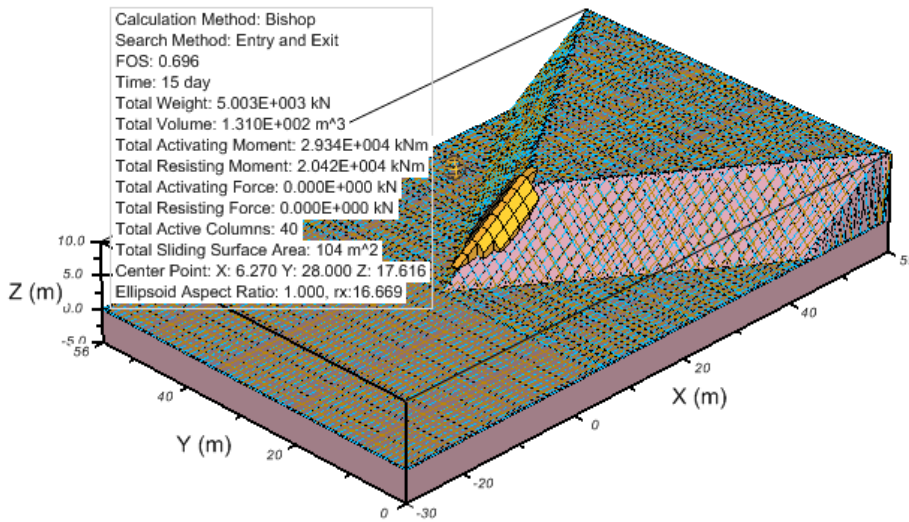 Calculation Method: Bishop
Search Method: Entry and Exit
FOS: 0.696
Time: 15 day
Total Weight: 5.003E+003 kN
Total Volume: 1.310E+002 m^3
Total Activating Moment: 2.934E+004 kNm
Total Resisting Moment: 2.042E+004 kNm
Total Activating Force: 0.000E+000 kN
Total Resisting Force: 0.000E+000 kN
Total Active Columns: 40
Total Sliding Surface Area: 104 m^2
Center Point: X: 6.270 Y: 28.000 Z: 17.616
Ellipsoid Aspect Ratio: 1.000, rx:16.669
10.0
5.0
Z (m)
0.0
-5.0
56
40
Y (m)
20
0
-30
-20
0
X (m)
20
40